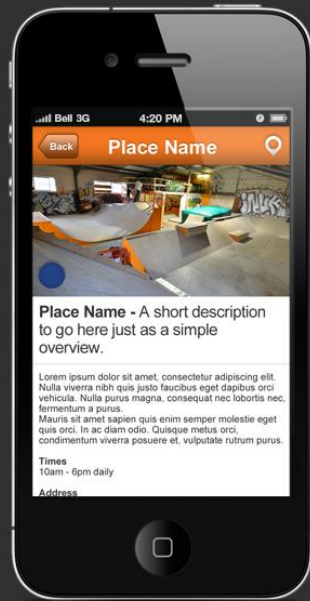 Bell 3G 4:20 PM
Back Place Name
Place Name - A short description
to go here just as a simple
overview.
Lorem ipsum dolor sit amet, consectetur adipiscing elit.
Nulla viverra nibh quis justo faucibus eget dapibus orci
vehicula. Nulla purus magna, consequat nec lobortis nec,
fermentum a purus.
Mauris sit amet sapien quis enim semper molestie eget
quis orci. In ac diam odio. Quisque metus orci,
condimentum viverra posuere et, vulputate rutrum purus.
Times
10am - 6pm daily
Address